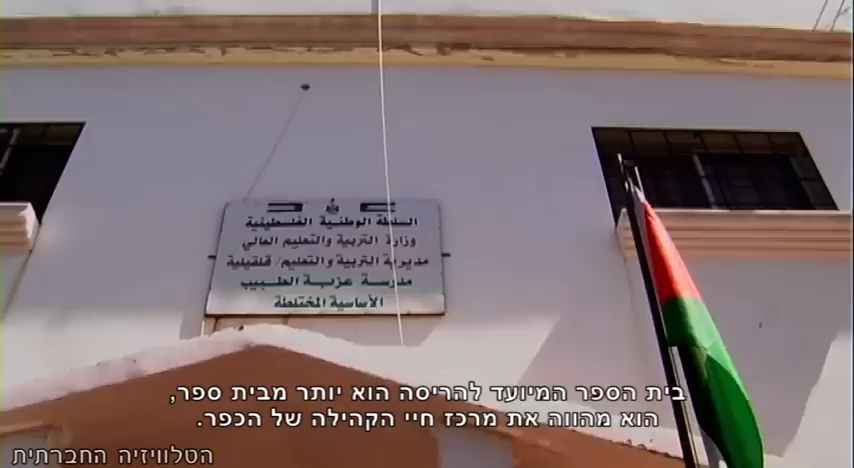 السلطة الوطنية الفلسطينية
وزارة التربية والتعليم العالي
مديرية التربية والتعليم/ قلقيلية
مدرسة عزبة الطبيب
الأساسية المختلطة
בית הספר המיועד להריסה הוא יותר מבית ספר,
הוא מהווה את מרכז חיי הקהילה של הכפר.
הטלוויזיה החברתית